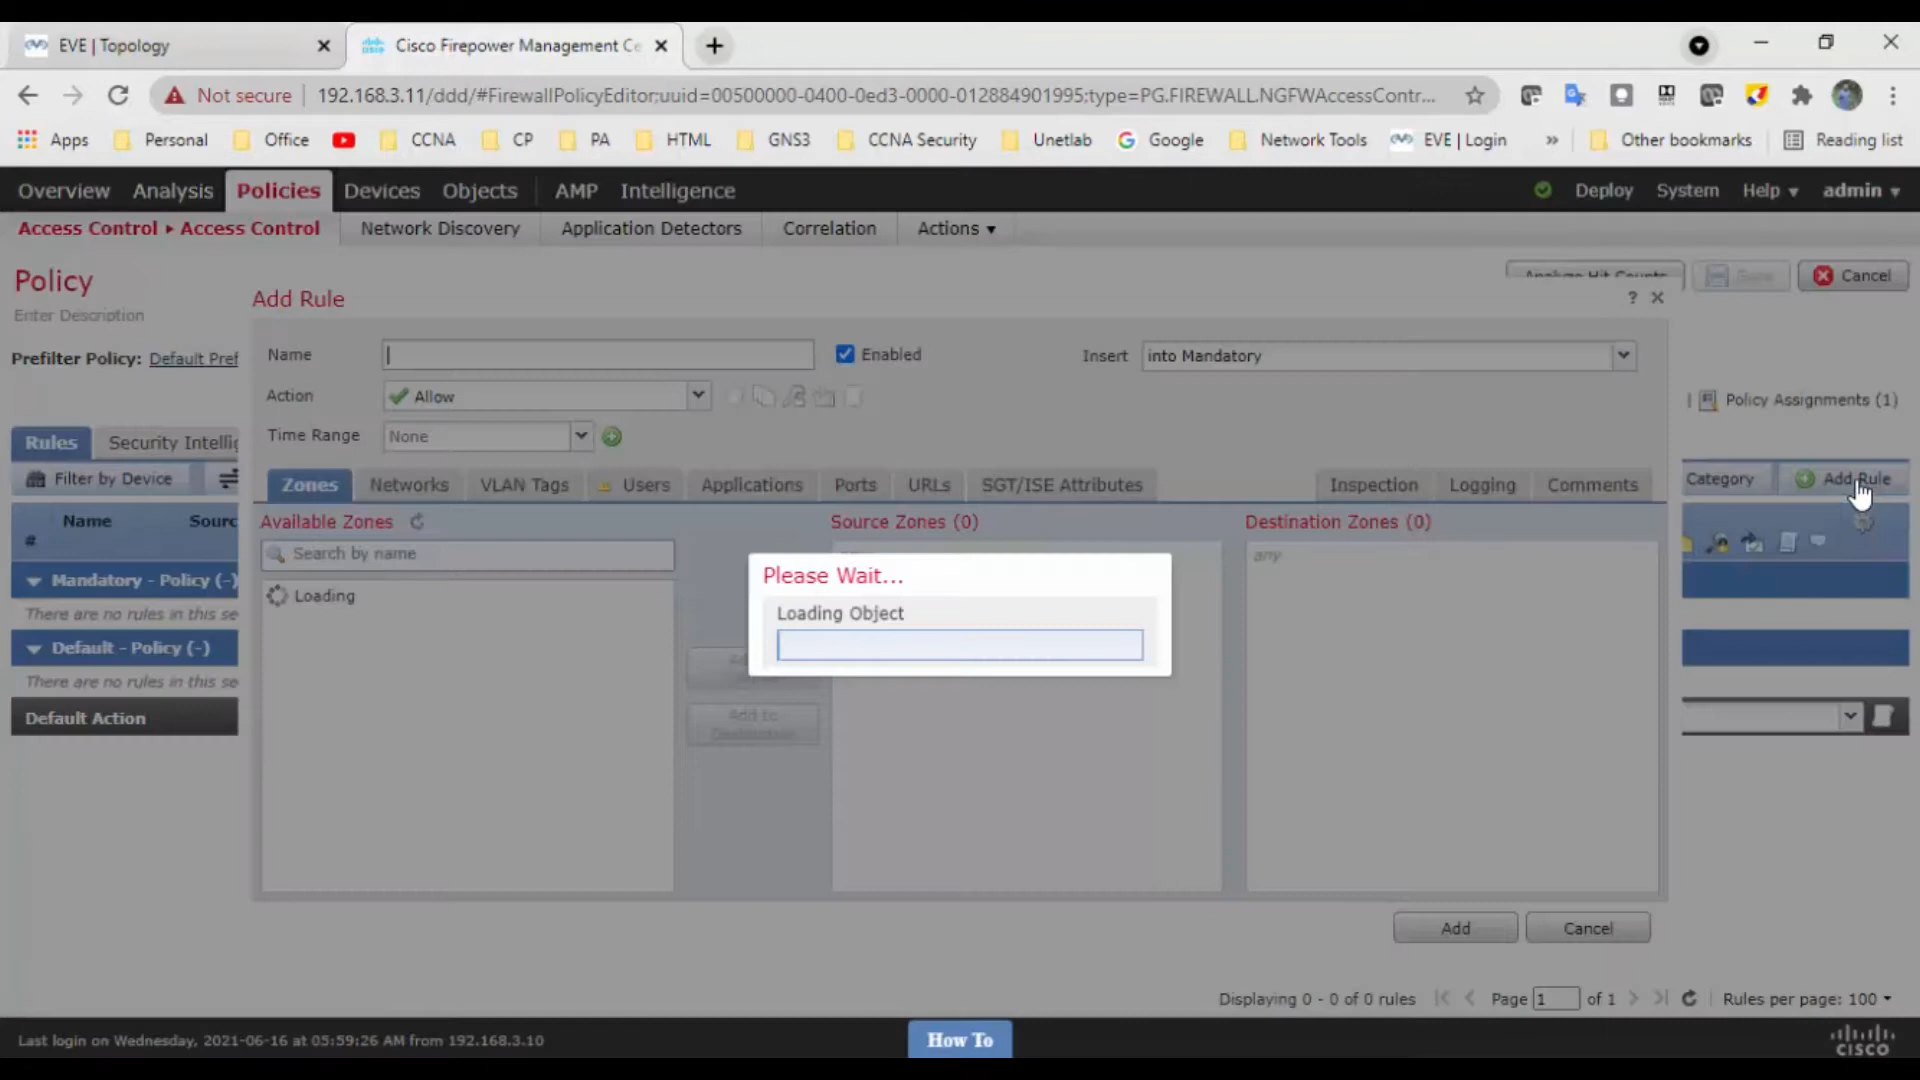 EVE | Topology
Cisco Firepower Management Ce
Not secure
192.168.3.11/ddd/#FirewallPolicyEditor;uuid=00500000-0400-0ed3-0000-012884901995;type=PG.FIREWALL.NGFWAccessContr...
Apps Personal Office CCNA CP PA HTML GNS3 CCNA Security Unetlab Google Network Tools EVE | Login » Other bookmarks Reading list
Overview Analysis Policies Devices Objects AMP Intelligence Deploy System Help admin
Access Control ▸ Access Control Network Discovery Application Detectors Correlation Actions
Policy
Analyze Hit Counts Save Cancel
Enter Description
Add Rule
?
Prefilter Policy: Default Pref
Name Enabled Insert into Mandatory
Action Allow
Time Range None
Policy Assignments (1)
Rules Security Intellig
Filter by Device
Category Add Rule
Zones Networks VLAN Tags Users Applications Ports URLs SGT/ISE Attributes Inspection Logging Comments
# Name Sourc
Available Zones Source Zones (0) Destination Zones (0)
Search by name
any
Loading
Please Wait...
Loading Object
Add to
Mandatory - Policy (-)
There are no rules in this se
Default - Policy (-)
There are no rules in this se
Default Action
Add Cancel
Displaying 0 - 0 of 0 rules Page 1 of 1 Rules per page: 100
Last login on Wednesday, 2021-06-16 at 05:59:26 AM from 192.168.3.10
How To
CISCO